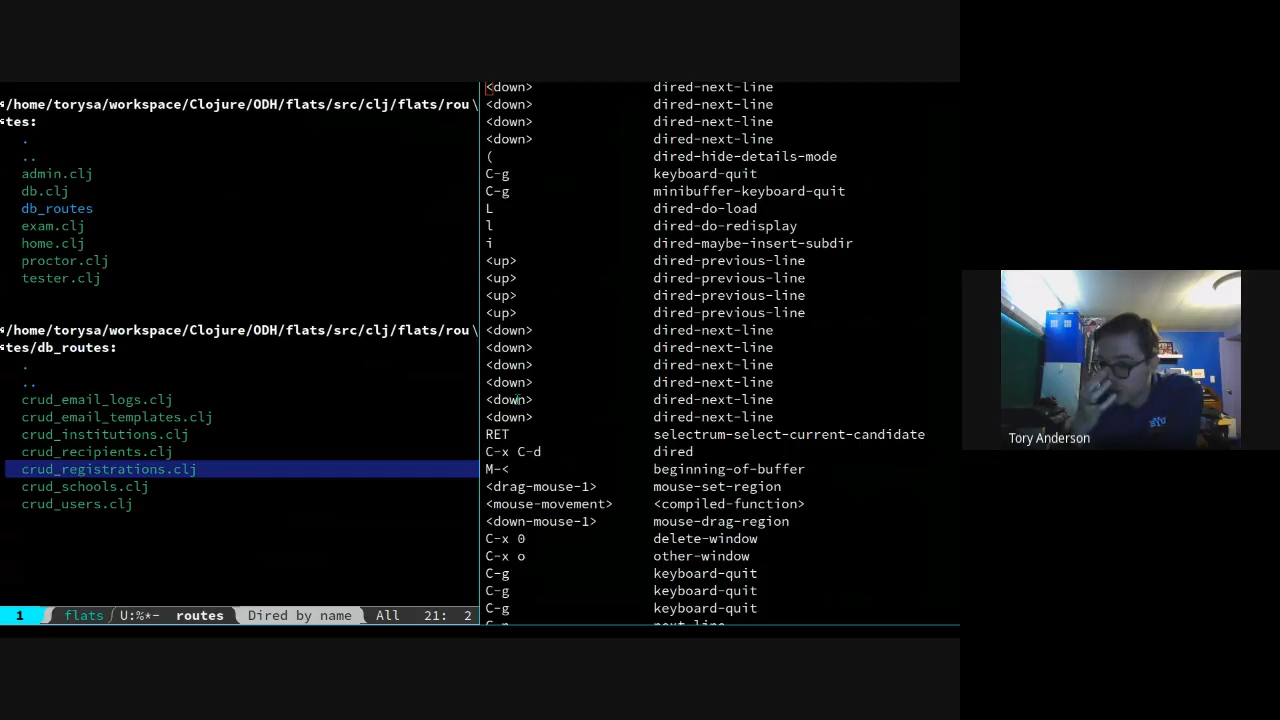 /home/torysa/workspace/Clojure/ODH/flats/src/clj/flats/rou\
tes:
.
..
admin.clj
db.clj
db_routes
exam.clj
home.clj
proctor.clj
tester.clj
/home/torysa/workspace/Clojure/ODH/flats/src/clj/flats/rou\
tes/db_routes:
.
..
crud_email_logs.clj
crud_email_templates.clj
crud_institutions.clj
crud_recipients.clj
crud_registrations.clj
crud_schools.clj
crud_users.clj
1 flats U:%*- routes Dired by name All 21: 2
<down> dired-next-line
<down> dired-next-line
<down> dired-next-line
<down> dired-next-line
( dired-hide-details-mode
C-g keyboard-quit
C-g minibuffer-keyboard-quit
L dired-do-load
l dired-do-redisplay
i dired-maybe-insert-subdir
<up> dired-previous-line
<up> dired-previous-line
<up> dired-previous-line
<up> dired-previous-line
<down> dired-next-line
<down> dired-next-line
<down> dired-next-line
<down> dired-next-line
<down> dired-next-line
<down> dired-next-line
RET selectrum-select-current-candidate
C-x C-d dired
M-< beginning-of-buffer
<drag-mouse-1> mouse-set-region
<mouse-movement> <compiled-function>
<down-mouse-1> mouse-drag-region
C-x 0 delete-window
C-x o other-window
C-g keyboard-quit
C-g keyboard-quit
C-g keyboard-quit
BYU
Tory Anderson